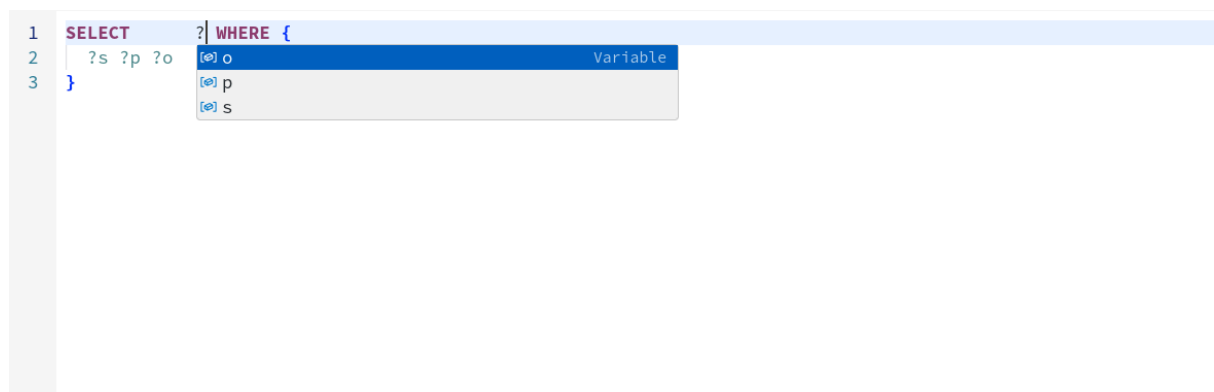 1 SELECT ? WHERE {
2 ?s ?p ?o
[@] o Variable
3 }
[@] p
[@] s